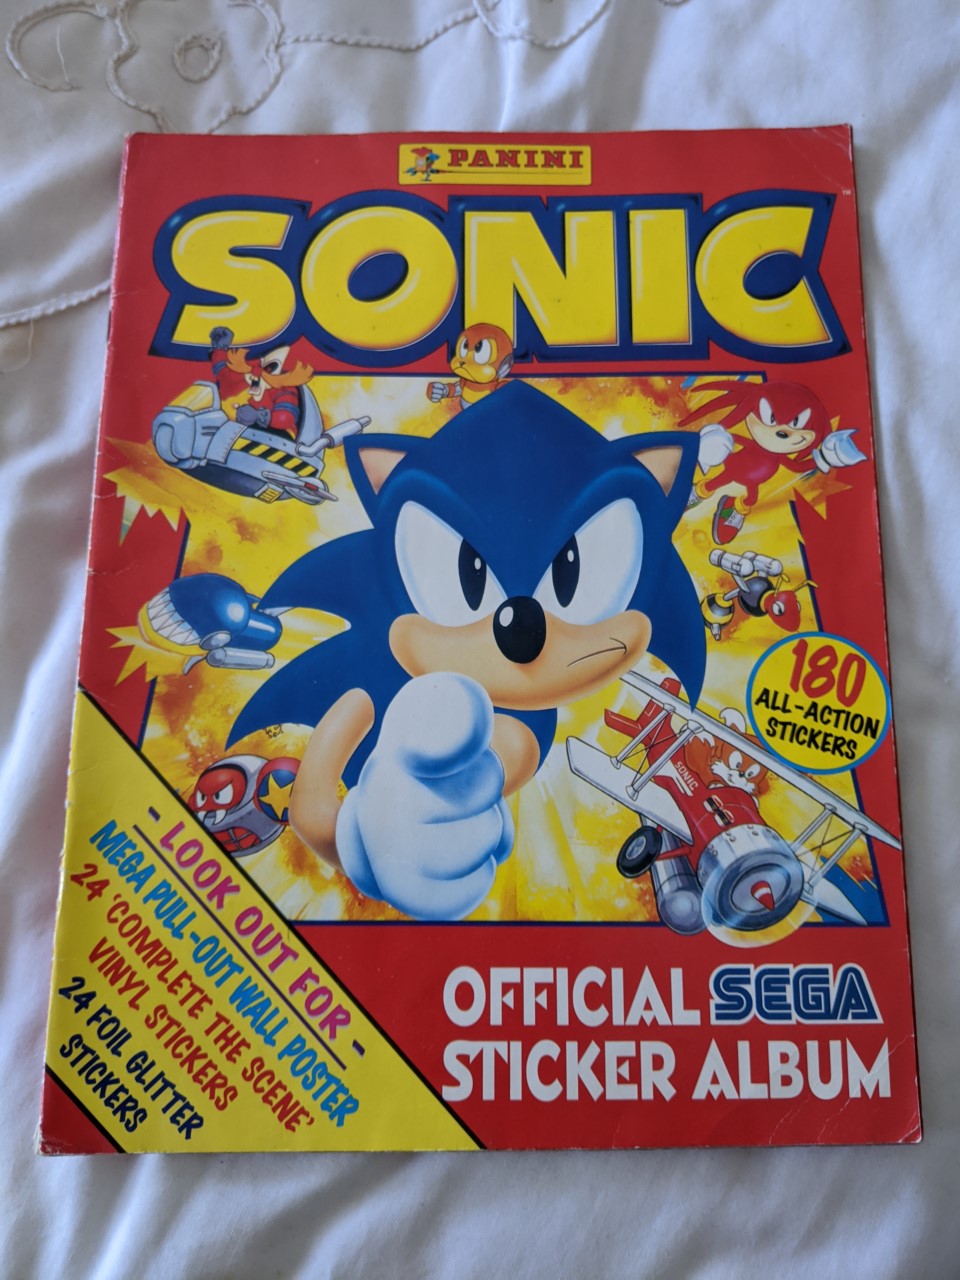 PANINI
SONIC
TM
180
ALL-ACTION
STICKERS
SONIC
- LOOK OUT FOR -
MEGA PULL-OUT WALL POSTER
24 'COMPLETE THE SCENE'
VINYL STICKERS
24 FOIL GLITTER
STICKERS
OFFICIAL SEGA
STICKER ALBUM